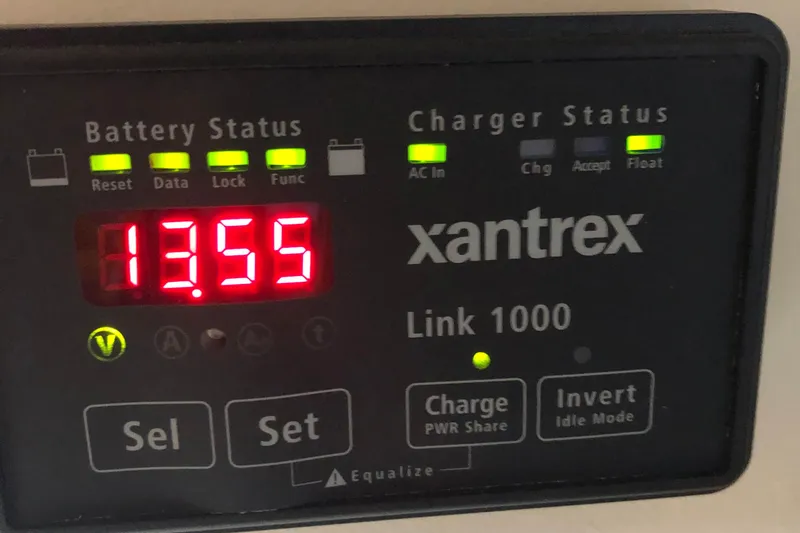 Battery Status
Reset Data Lock Func
13.55
V A Ah t
Sel Set
Charger Status
AC In Chg Accept Float
xantrex
Link 1000
Charge
PWR Share
Invert
Idle Mode
Equalize